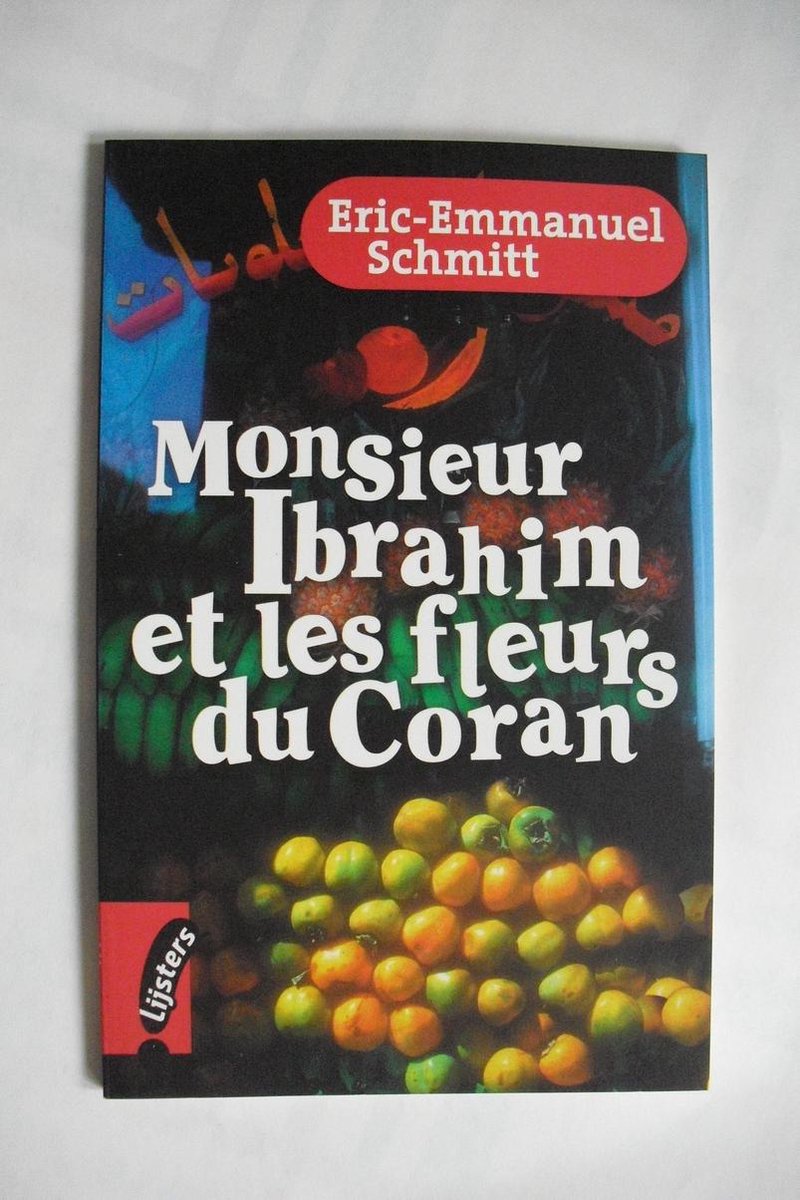 Eric-Emmanuel
Schmitt
Monsieur
Ibrahim
et les fleurs
du Coran
Lijsters